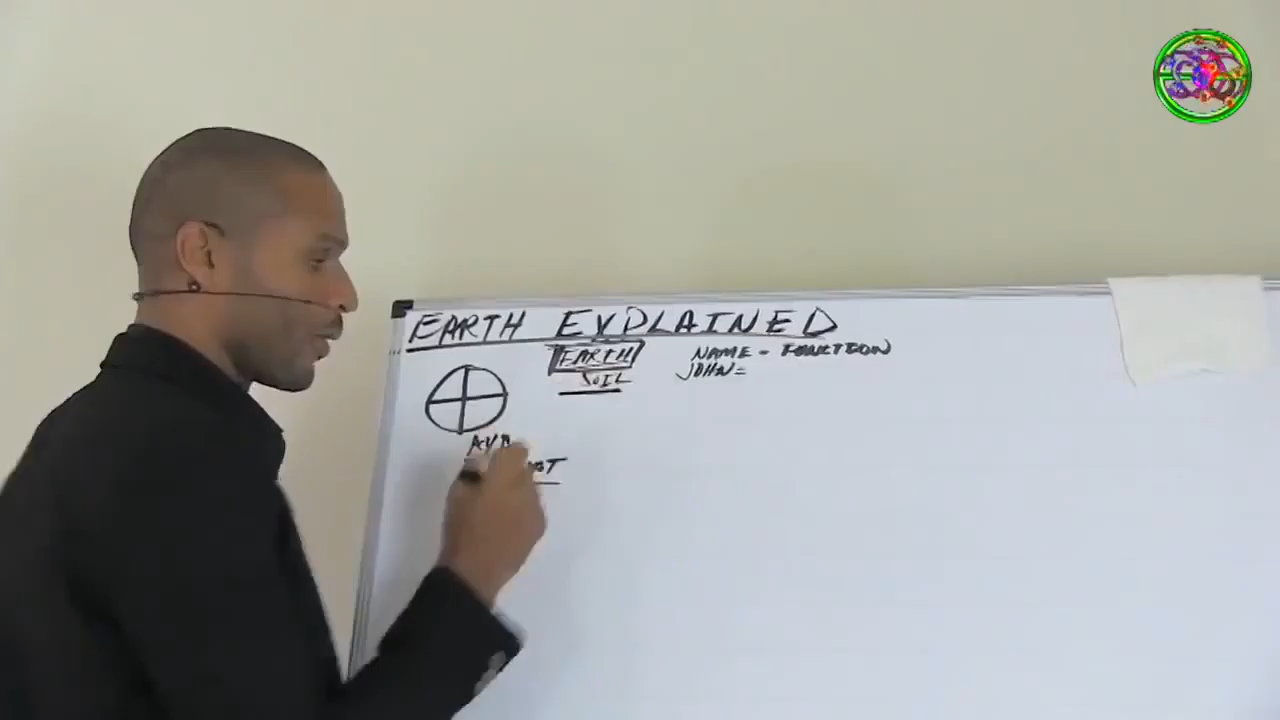 EARTH EXPLAINED
EARTH
SOIL
NAME = FUNCTION
JOHN=